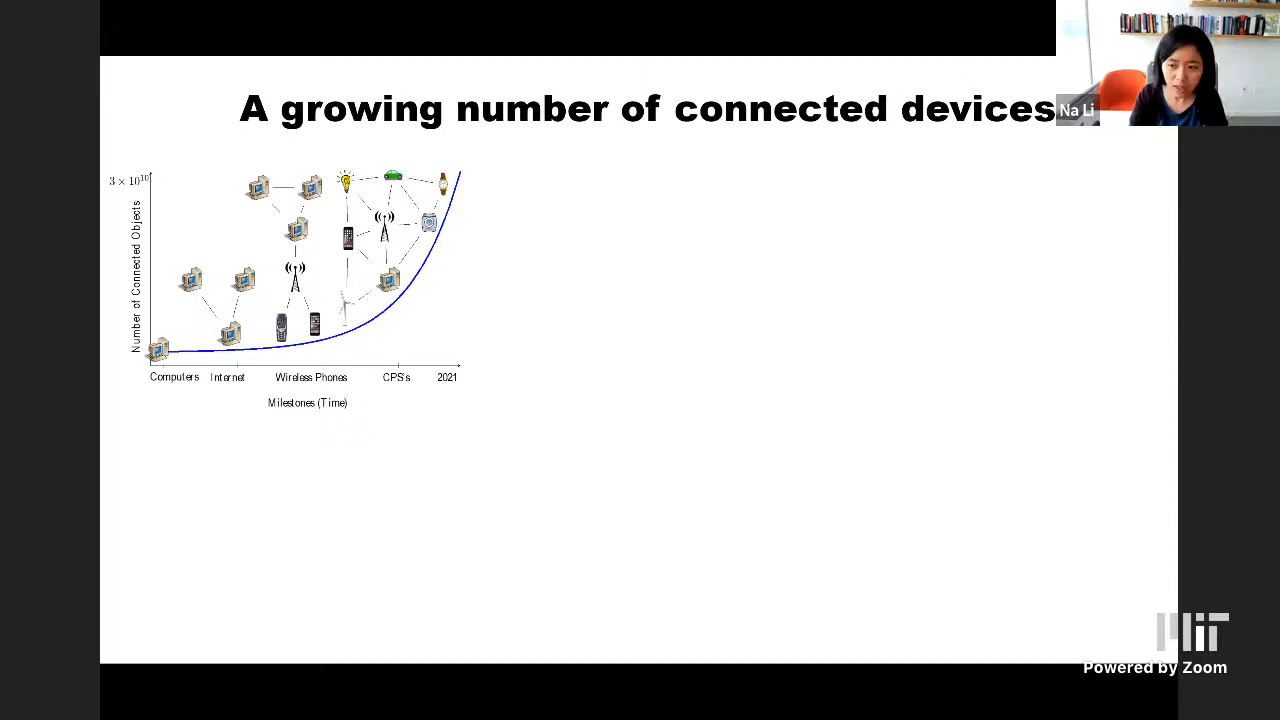 A growing number of connected devices
Na Li
3 × 10¹⁰
Number of Connected Objects
Computers
Internet
Wireless Phones
CPS's
2021
Milestones (Time)
MIT
Powered by Zoom